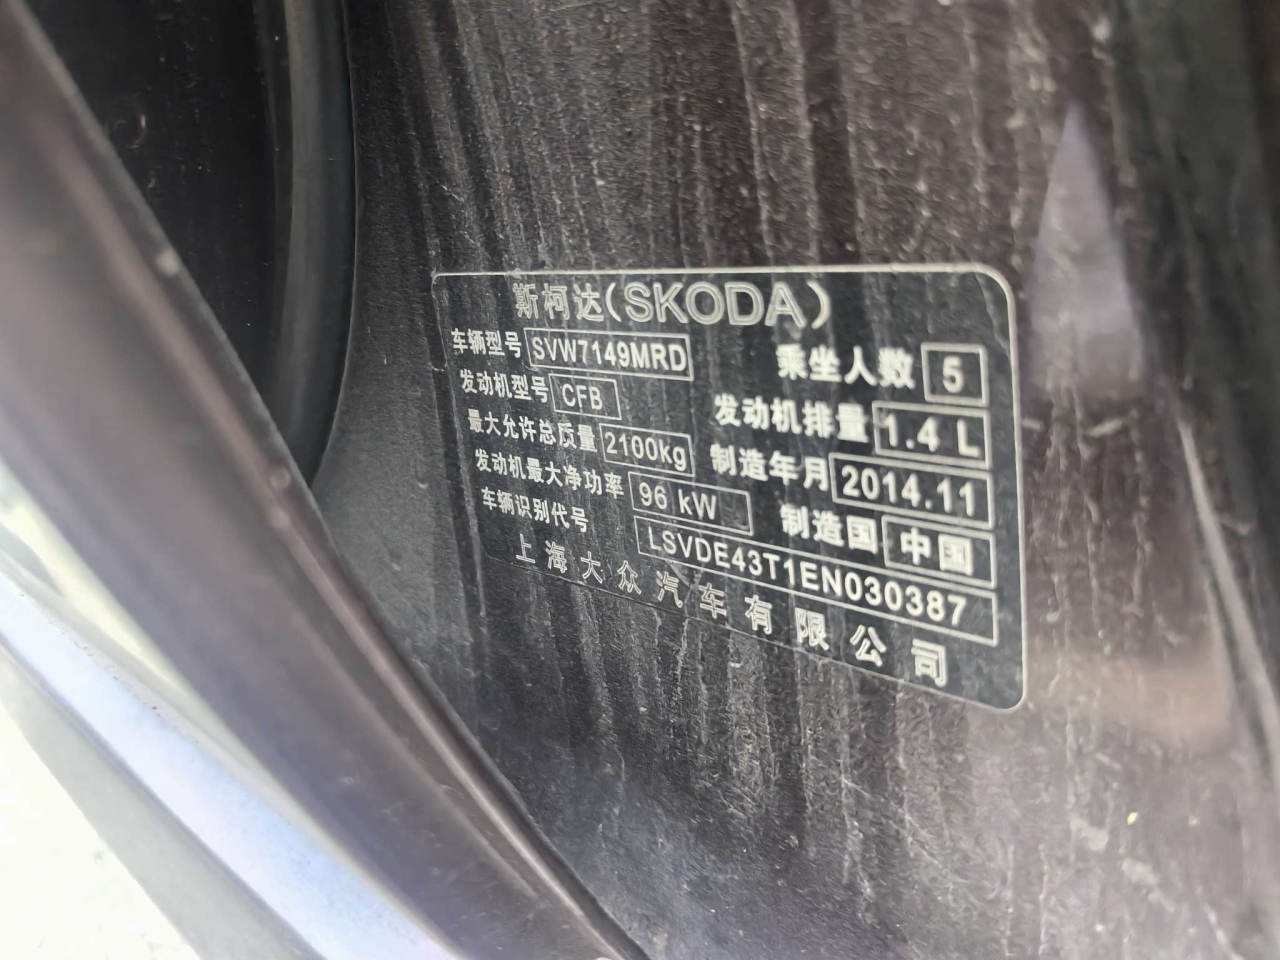 斯柯达(SKODA)
车辆型号 SVW7149MRD 乘坐人数 5
发动机型号 CFB 发动机排量 1.4 L
最大允许总质量 2100kg 制造年月 2014.11
发动机最大净功率 96 kW 制造国 中国
车辆识别代号 LSVDE43T1EN030387
上海大众汽车有限公司